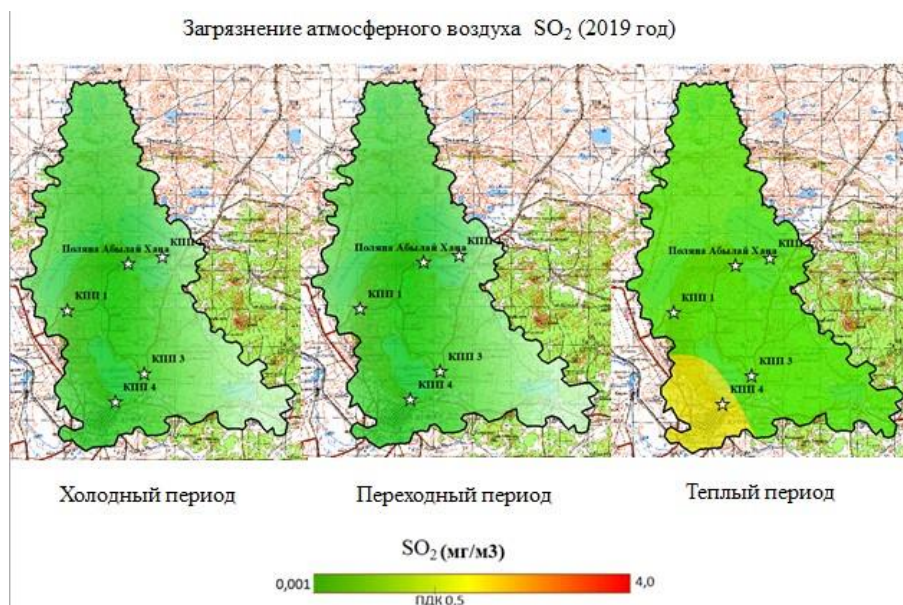 Загрязнение атмосферного воздуха SO₂ (2019 год)
Поляна Абылай Хана
КПП
КПП 1
КПП 3
КПП 4
Поляна Абылай Хана
КПП
КПП 1
КПП 3
КПП 4
Поляна Абылай Хана
КПП
КПП 1
КПП 3
КПП 4
Холодный период
Переходный период
Теплый период
SO₂ (мг/м3)
0,001
4,0
ПДК 0.5